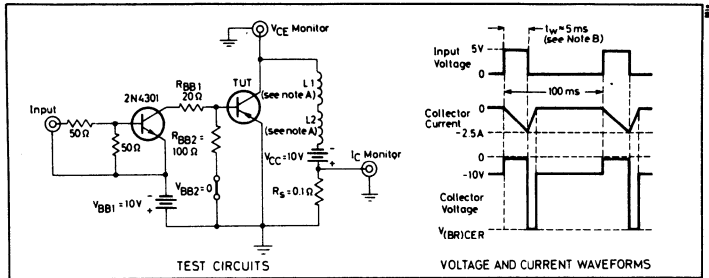 VCE Monitor
L1
(see note A)
L2
(see note A)
RBB1
20Ω
TUT
2N4301
Input
50Ω
50Ω
RBB2 =
100Ω
VCC=10V - +
IC Monitor
VBB2=0
VBB1=10V - +
RS=0.1Ω
TEST CIRCUITS
tw≈5ms
(see Note B)
Input
Voltage
5V
0
100 ms
Collector
Current
0
-2.5A
0
-10V
Collector
Voltage
V(BR)CER
VOLTAGE AND CURRENT WAVEFORMS